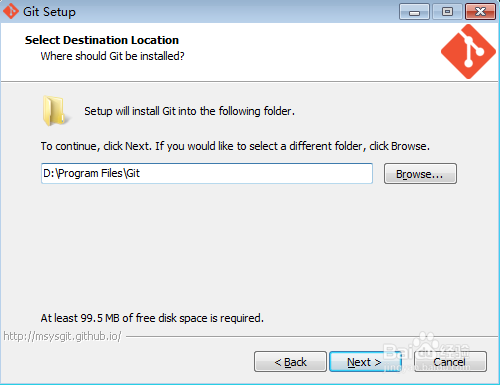 Git Setup
Select Destination Location
Where should Git be installed?
Setup will install Git into the following folder.
To continue, click Next. If you would like to select a different folder, click Browse.
D:\Program Files\Git
Browse...
At least 99.5 MB of free disk space is required.
http://msysgit.github.io/
< Back
Next >
Cancel